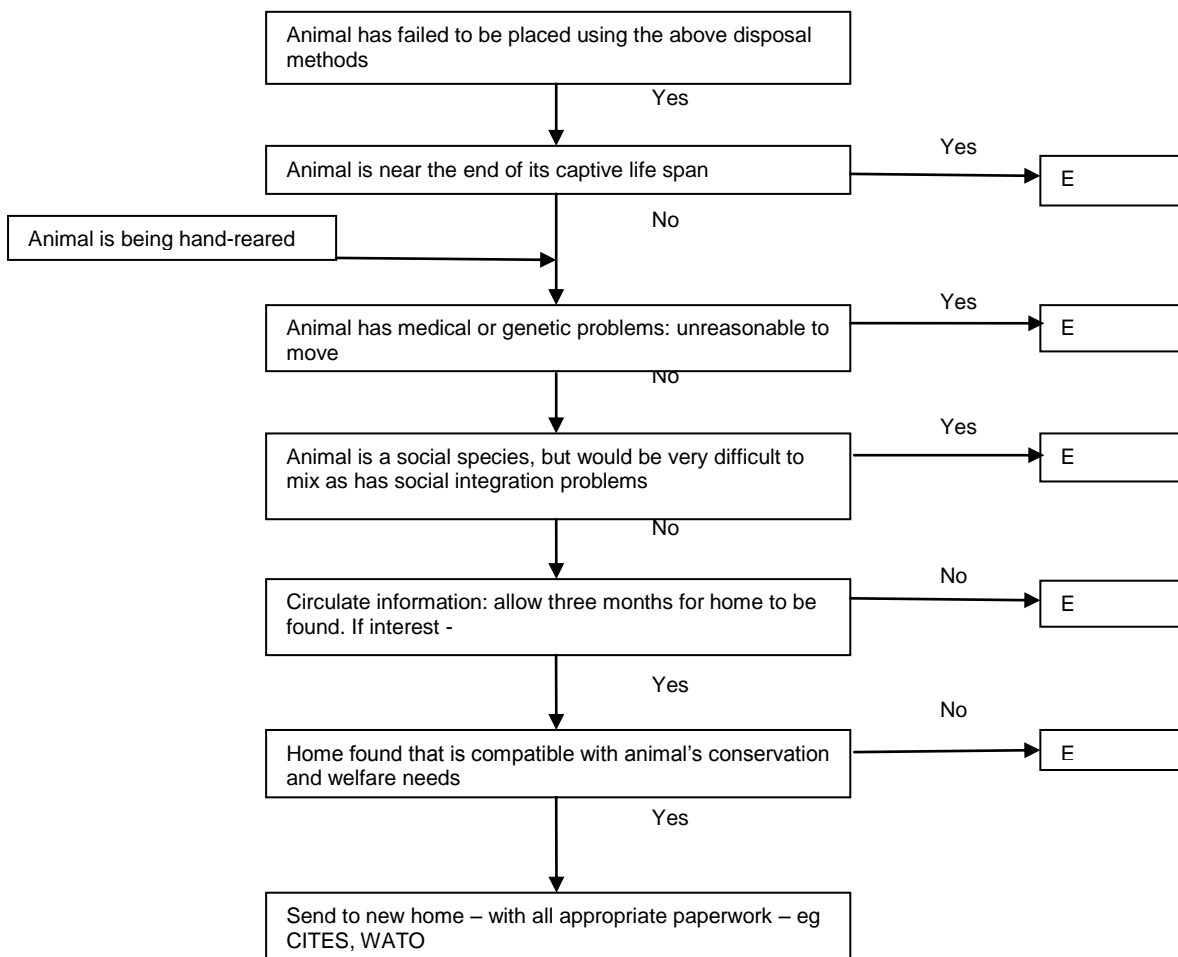 Animal has failed to be placed using the above disposal
methods
Yes
Animal is near the end of its captive life span
Yes
E
No
Animal is being hand-reared
Animal has medical or genetic problems: unreasonable to
move
Yes
E
No
Animal is a social species, but would be very difficult to
mix as has social integration problems
Yes
E
No
Circulate information: allow three months for home to be
found. If interest -
No
E
Yes
Home found that is compatible with animal’s conservation
and welfare needs
No
E
Yes
Send to new home – with all appropriate paperwork – eg
CITES, WATO